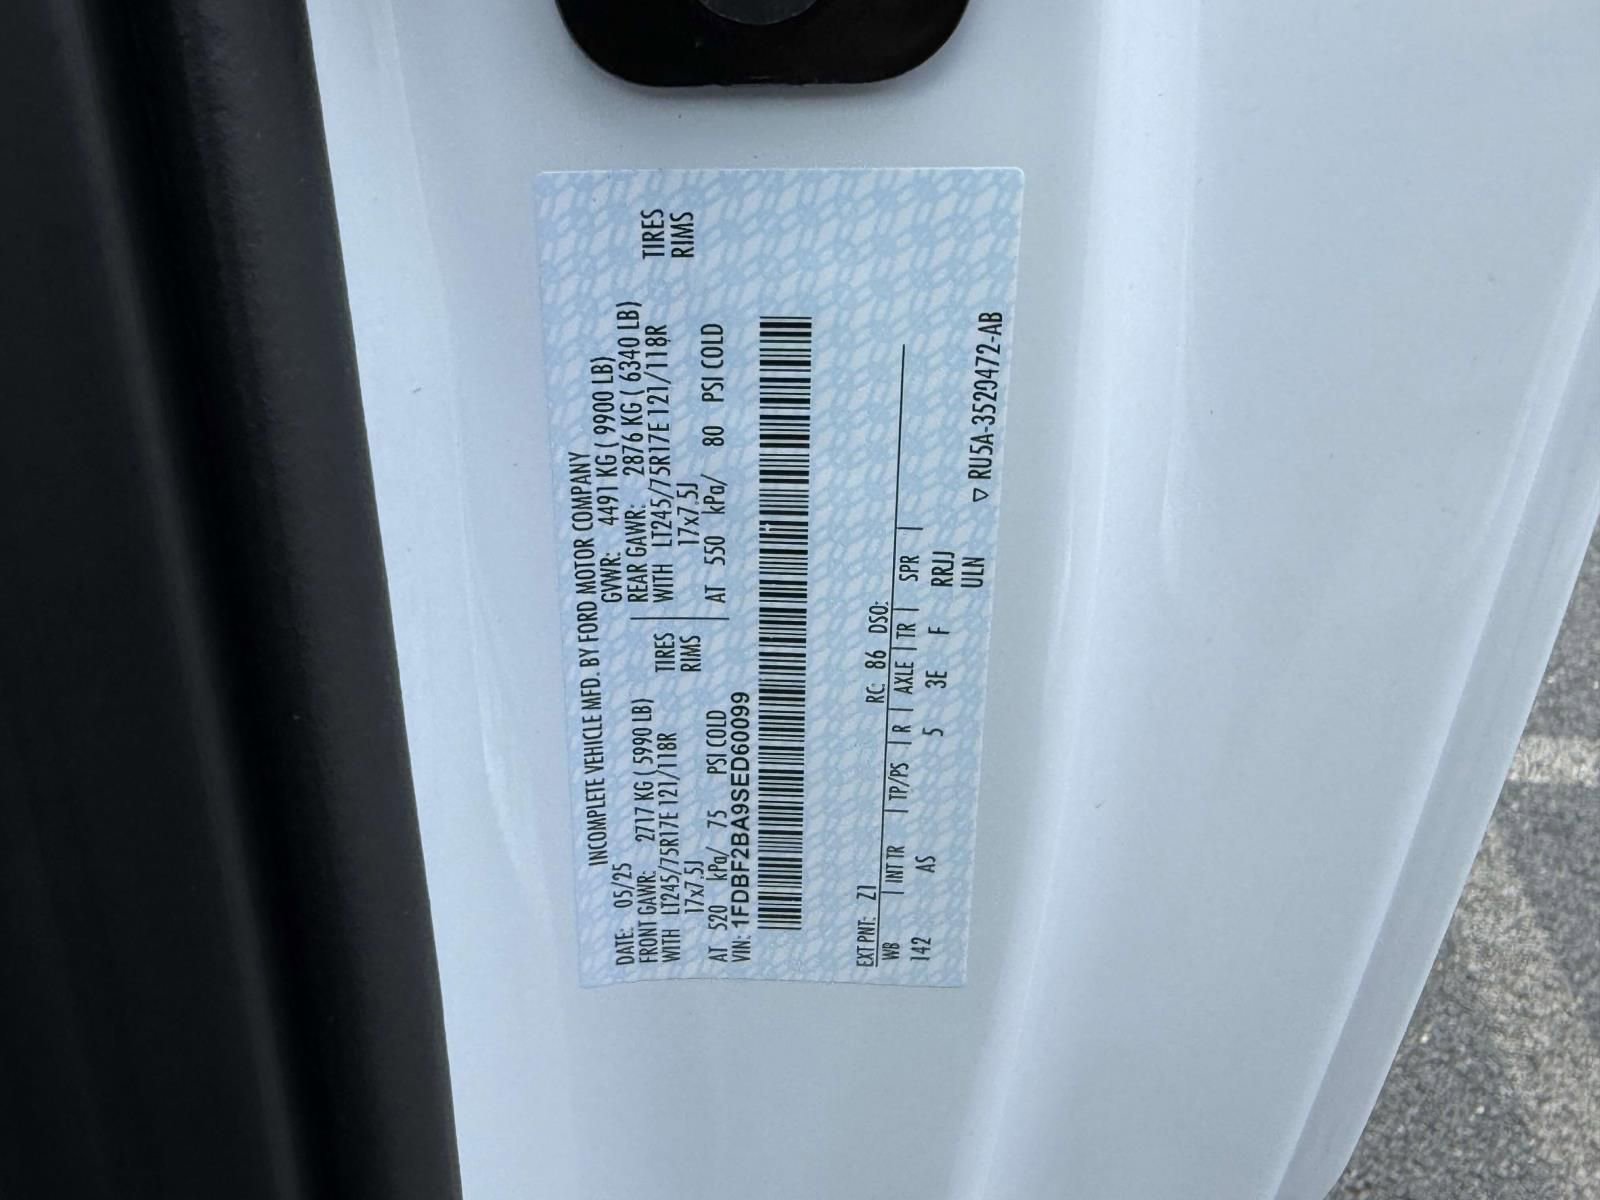 INCOMPLETE VEHICLE MFD. BY FORD MOTOR COMPANY
DATE: 05/25 GVWR: 4491 KG ( 9900 LB)
FRONT GAWR: 2717 KG ( 5990 LB) REAR GAWR: 2876 KG ( 6340 LB)
WITH LT245/75R17E 121/118R TIRES WITH LT245/75R17E 121/118R TIRES
17x7.5J RIMS 17x7.5J RIMS
AT 520 kPa/ 75 PSI COLD AT 550 kPa/ 80 PSI COLD
VIN: 1FDBF2BA9SED60099
EXT PNT: Z1 RC: 86 DSO:
WB | INT TR | TP/PS | R | AXLE | TR | SPR |
142 AS 5 3E F RRJJ
ULN ▽ RU5A-3520472-AB